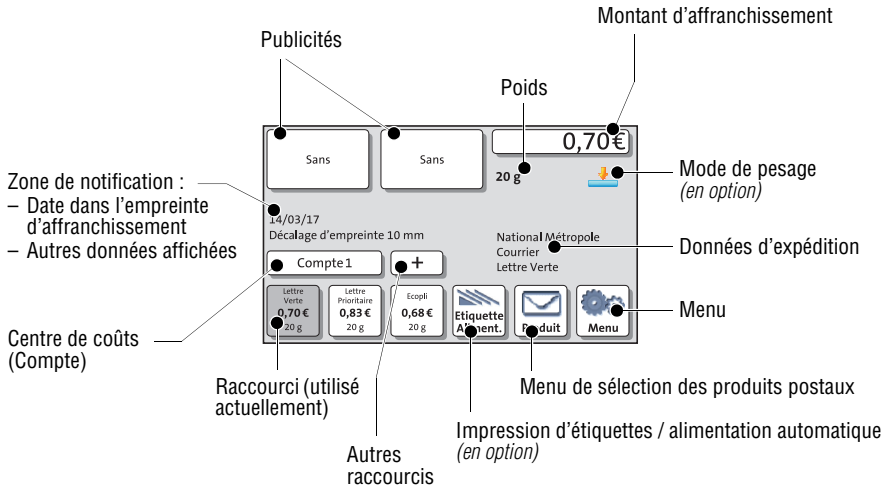 Montant d'affranchissement
Publicités
Poids
0,70€
Sans
Sans
20 g
Mode de pesage
(en option)
Zone de notification :
– Date dans l'empreinte
d'affranchissement
– Autres données affichées
14/03/17
Décalage d'empreinte 10 mm
National Métropole
Courrier
Lettre Verte
Données d'expédition
Compte 1
+
Lettre
Verte
0,70 €
20 g
Lettre
Prioritaire
0,83 €
20 g
Ecopli
0,68 €
20 g
Etiquette
Aliment.
Produit
Menu
Menu
Centre de coûts
(Compte)
Raccourci (utilisé
actuellement)
Menu de sélection des produits postaux
Autres
raccourcis
Impression d'étiquettes / alimentation automatique
(en option)